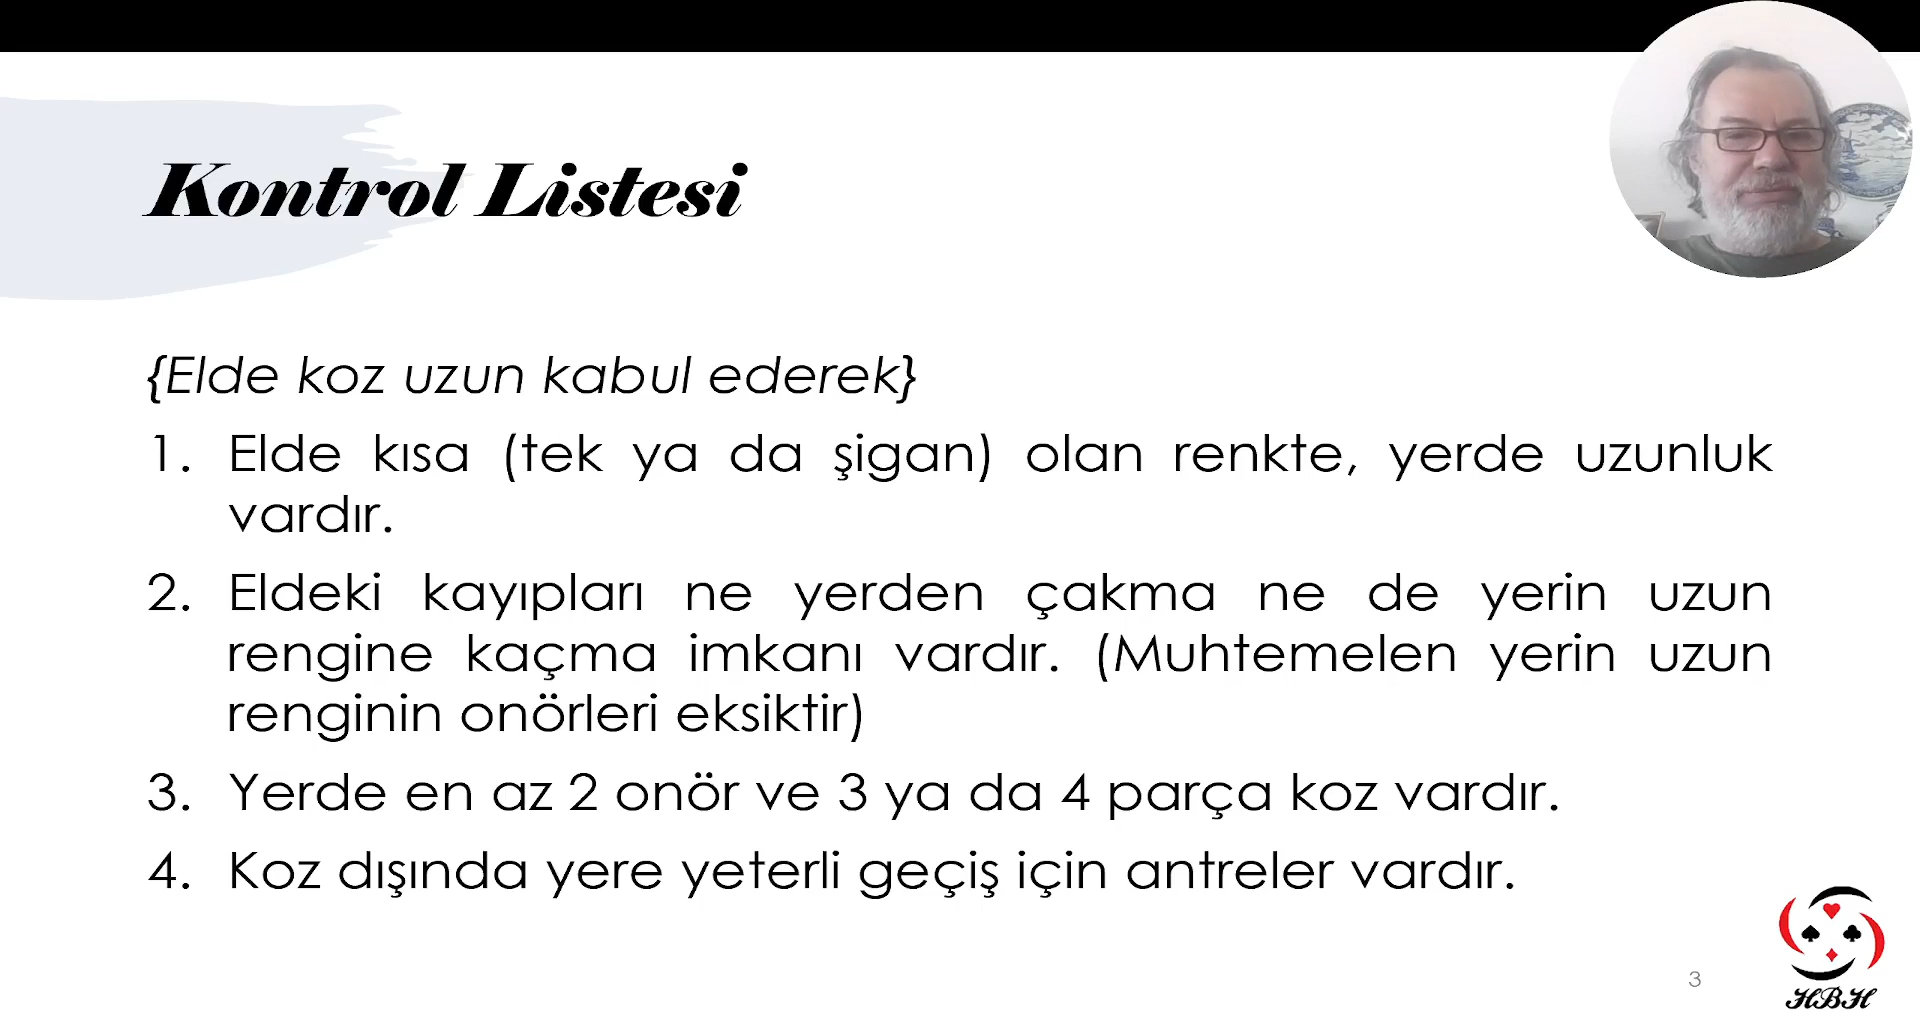 Kontrol Listesi
{Elde koz uzun kabul ederek}
1. Elde kısa (tek ya da şigan) olan renkte, yerde uzunluk
vardır.
2. Eldeki kayıpları ne yerden çakma ne de yerin uzun
rengine kaçma imkanı vardır. (Muhtemelen yerin uzun
renginin onörleri eksiktir)
3. Yerde en az 2 onör ve 3 ya da 4 parça koz vardır.
4. Koz dışında yere yeterli geçiş için antreler vardır.
3
HBH